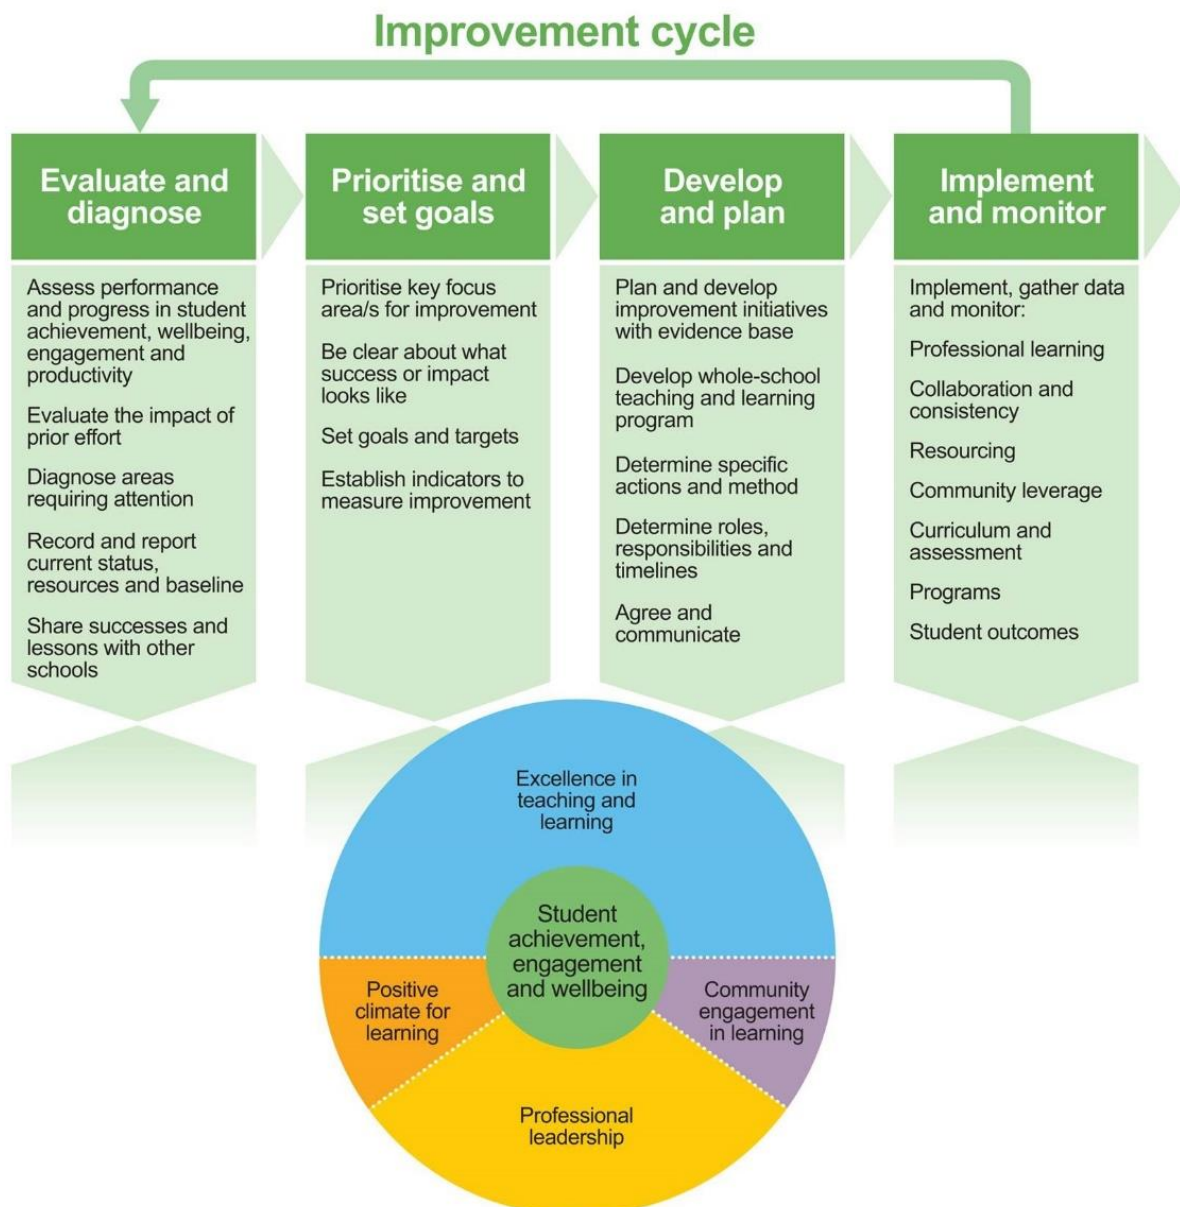 Improvement cycle
Evaluate and
diagnose
Assess performance
and progress in student
achievement, wellbeing,
engagement and
productivity
Evaluate the impact of
prior effort
Diagnose areas
requiring attention
Record and report
current status,
resources and baseline
Share successes and
lessons with other
schools
Prioritise and
set goals
Prioritise key focus
area/s for improvement
Be clear about what
success or impact
looks like
Set goals and targets
Establish indicators to
measure improvement
Develop
and plan
Plan and develop
improvement initiatives
with evidence base
Develop whole-school
teaching and learning
program
Determine specific
actions and method
Determine roles,
responsibilities and
timelines
Agree and
communicate
Implement
and monitor
Implement, gather data
and monitor:
Professional learning
Collaboration and
consistency
Resourcing
Community leverage
Curriculum and
assessment
Programs
Student outcomes
Excellence in
teaching and
learning
Student
achievement,
engagement
and wellbeing
Positive
climate for
learning
Community
engagement
in learning
Professional
leadership